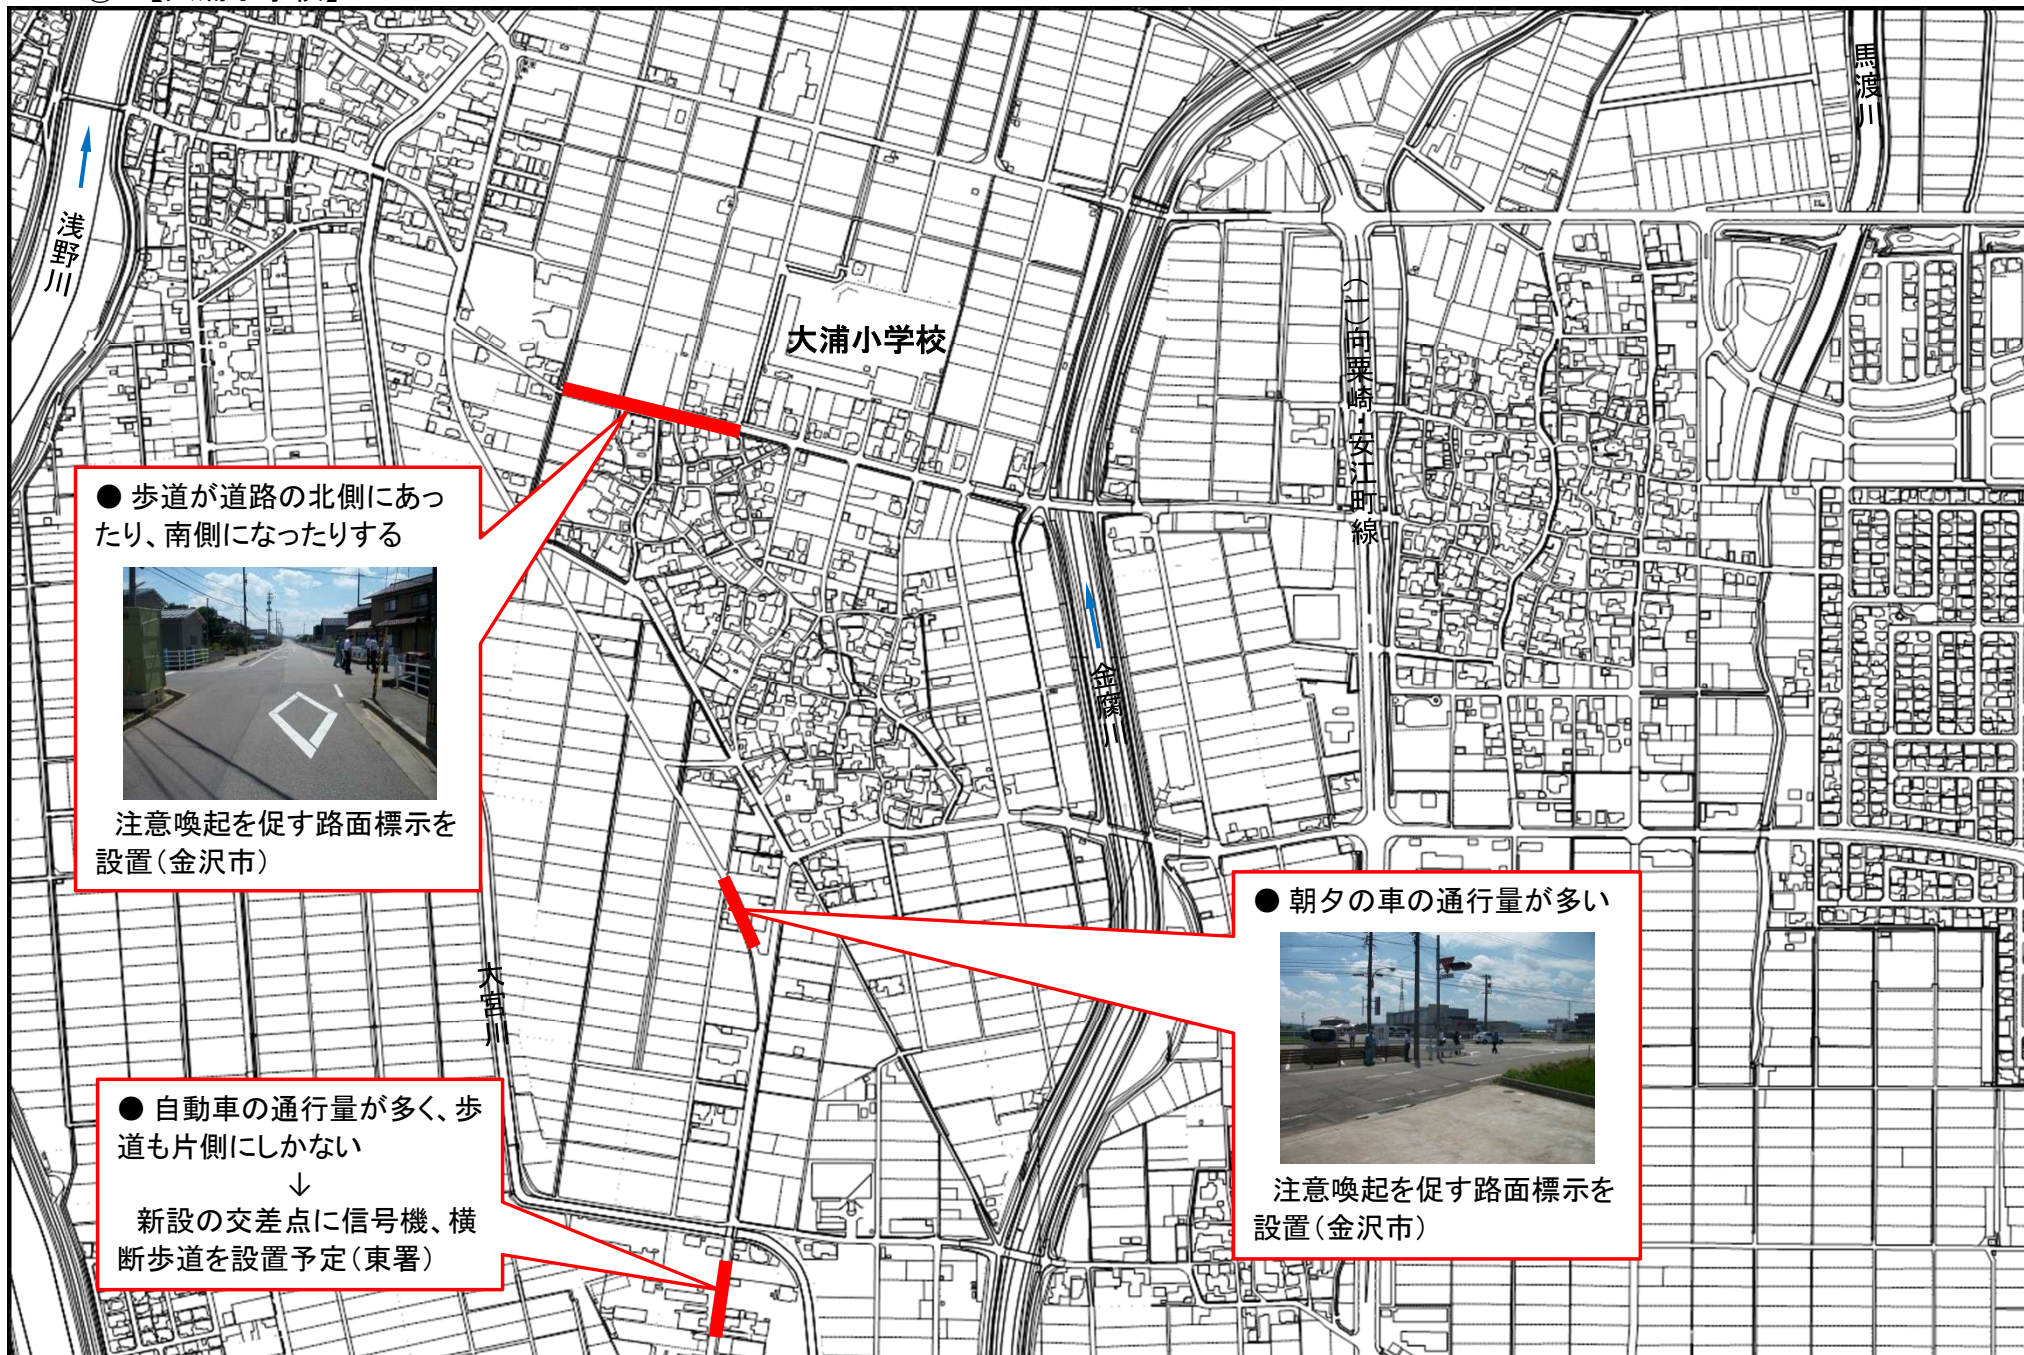 馬渡川
浅野川
大浦小学校
(一)向粟崎・安江町線
● 歩道が道路の北側にあっ
たり、南側になったりする
注意喚起を促す路面標示を
設置(金沢市)
金腐川
● 朝夕の車の通行量が多い
注意喚起を促す路面標示を
設置(金沢市)
大宮川
● 自動車の通行量が多く、歩
道も片側にしかない
↓
新設の交差点に信号機、横
断歩道を設置予定(東署)